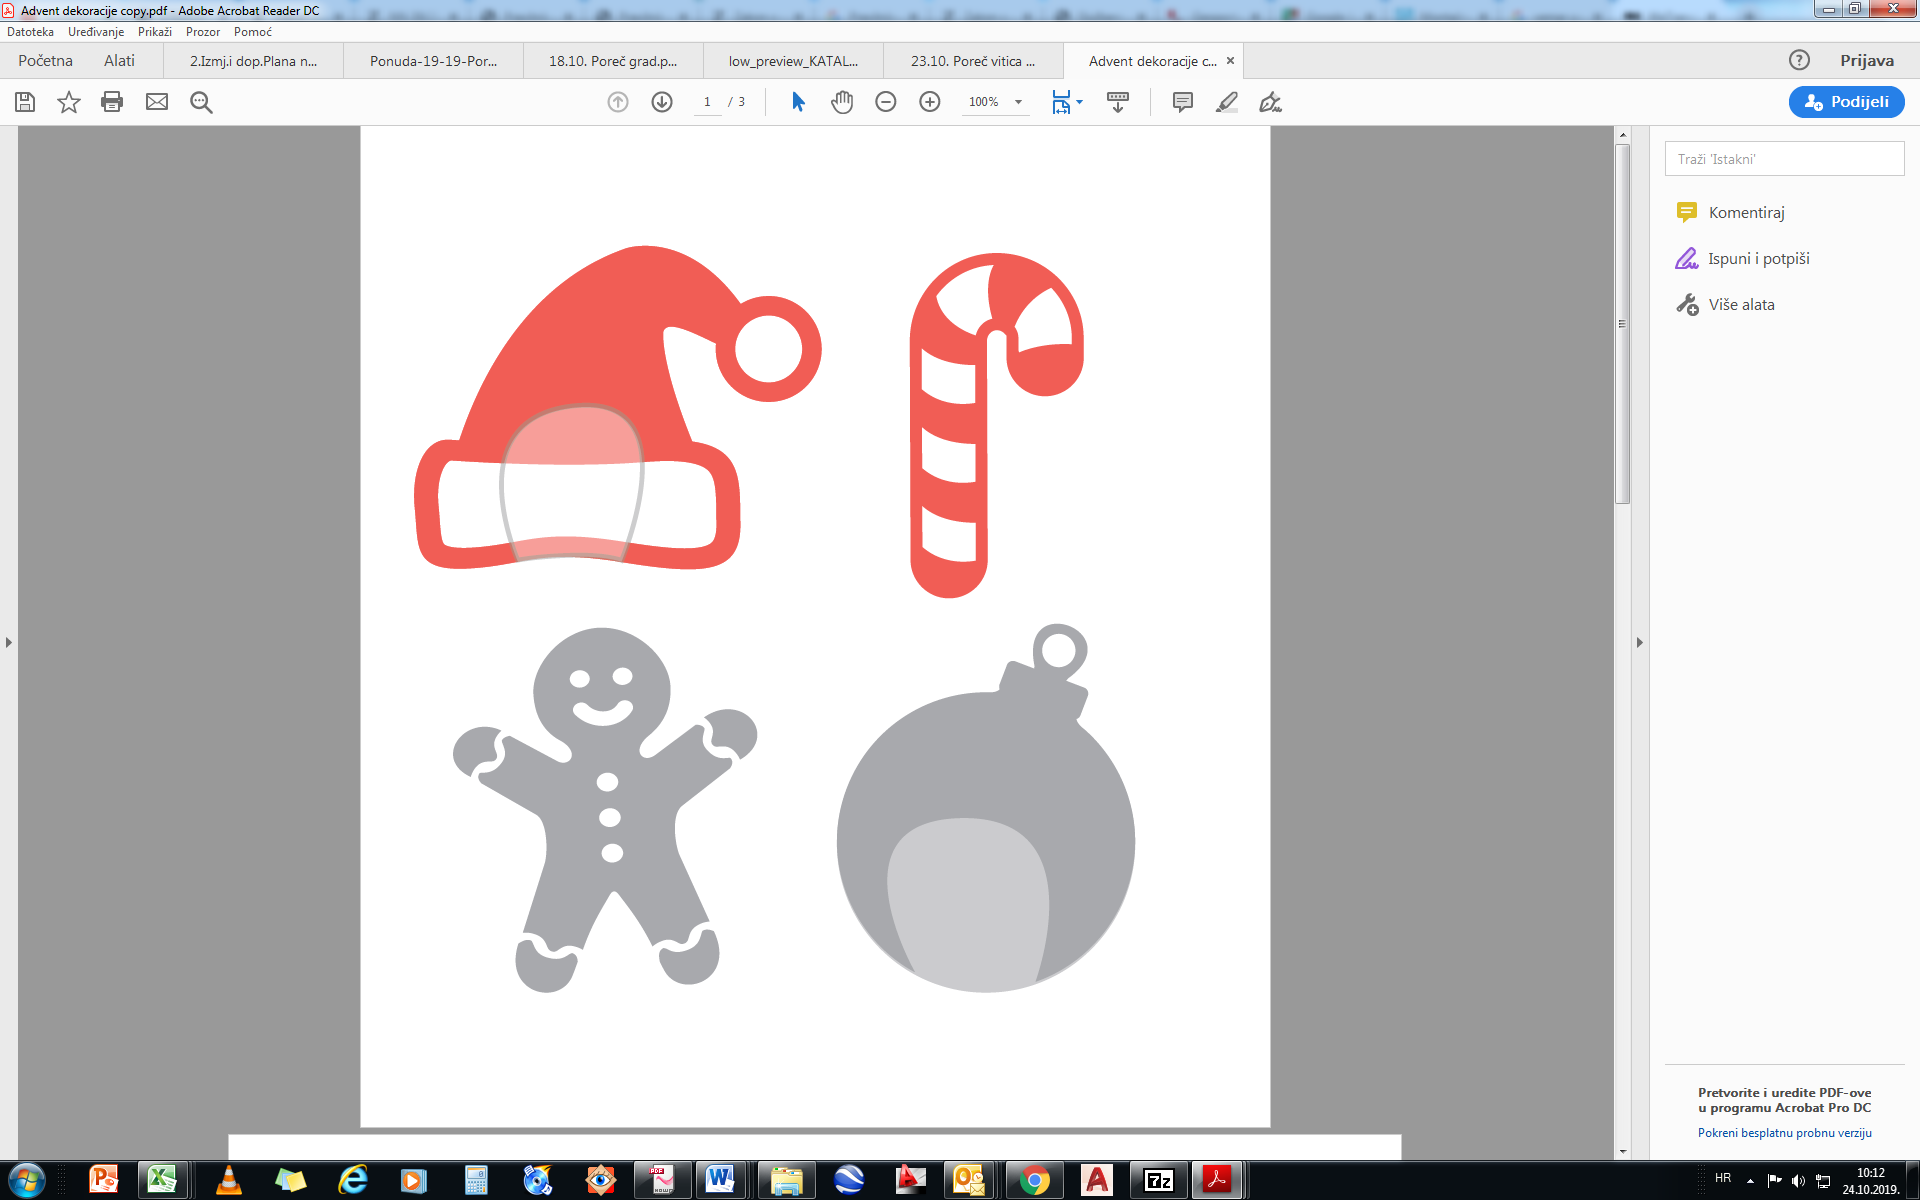 Advent dekoracije copy.pdf - Adobe Acrobat Reader DC
Datoteka Uređivanje Prikaži Prozor Pomoć
Početna Alati 2.Izmj.i dop.Plana n... Ponuda-19-19-Por... 18.10. Poreč grad.p... low_preview_KATAL... 23.10. Poreč vitica ... Advent dekoracije c... Prijava
1 / 3 100% Podijeli
Traži 'Istakni'
Komentiraj
Ispuni i potpiši
Više alata
Pretvorite i uredite PDF-ove
u programu Acrobat Pro DC
Pokreni besplatnu probnu verziju
HR 10:12
24.10.2019.